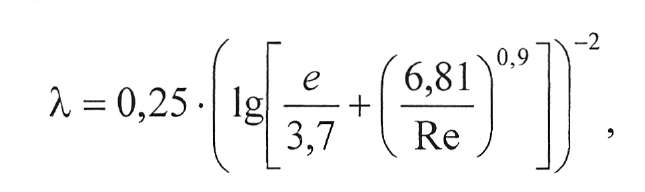 λ = 0,25 · (lg[e/3,7 + (6,81/Re)^0,9])^−2,